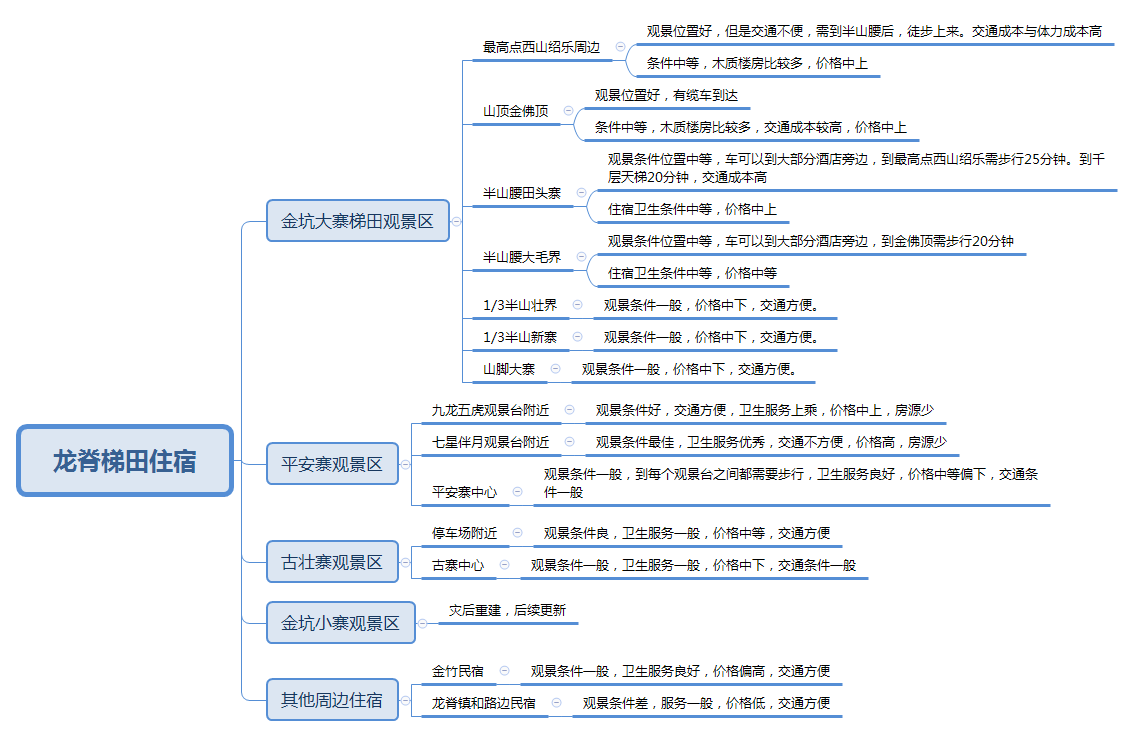 龙脊梯田住宿
金坑大寨梯田观景区
最高点西山绍乐周边
观景位置好，但是交通不便，需到半山腰后，徒步上来。交通成本与体力成本高
条件中等，木质楼房比较多，价格中上
山顶金佛顶
观景位置好，有缆车到达
条件中等，木质楼房比较多，交通成本较高，价格中上
半山腰田头寨
观景条件位置中等，车可以到大部分酒店旁边，到最高点西山绍乐需步行25分钟。到千
层天梯20分钟，交通成本高
住宿卫生条件中等，价格中上
半山腰大毛界
观景条件位置中等，车可以到大部分酒店旁边，到金佛顶需步行20分钟
住宿卫生条件中等，价格中等
1/3半山壮界
观景条件一般，价格中下，交通方便。
1/3半山新寨
观景条件一般，价格中下，交通方便。
山脚大寨
观景条件一般，价格中下，交通方便。
平安寨观景区
九龙五虎观景台附近
观景条件好，交通方便，卫生服务上乘，价格中上，房源少
七星伴月观景台附近
观景条件最佳，卫生服务优秀，交通不方便，价格高，房源少
平安寨中心
观景条件一般，到每个观景台之间都需要步行，卫生服务良好，价格中等偏下，交通条
件一般
古壮寨观景区
停车场附近
观景条件良，卫生服务一般，价格中等，交通方便
古寨中心
观景条件一般，卫生服务一般，价格中下，交通条件一般
金坑小寨观景区
灾后重建，后续更新
其他周边住宿
金竹民宿
观景条件一般，卫生服务良好，价格偏高，交通方便
龙脊镇和路边民宿
观景条件差，服务一般，价格低，交通方便